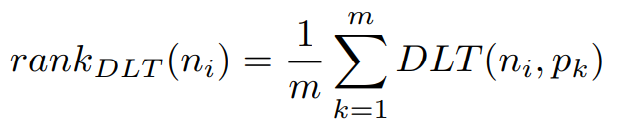 rank_{DLT}(n_i) = \frac{1}{m} \sum_{k=1}^{m} DLT(n_i, p_k)